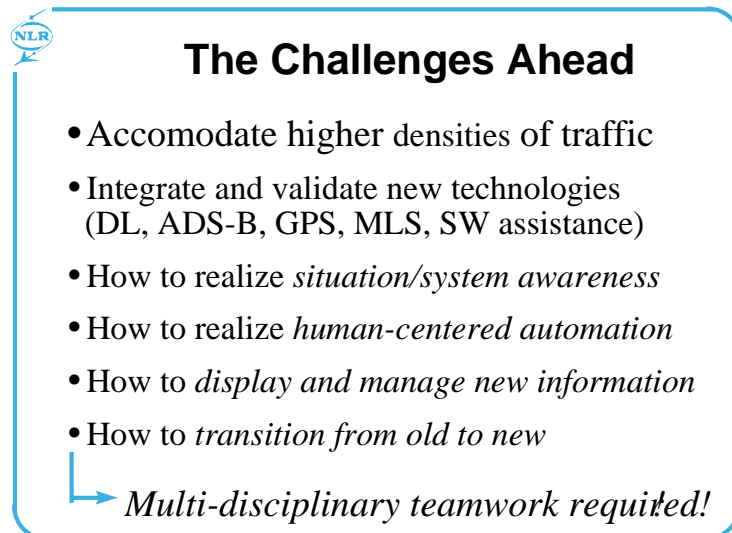 NLR
The Challenges Ahead
• Accomodate higher densities of traffic
• Integrate and validate new technologies
(DL, ADS-B, GPS, MLS, SW assistance)
• How to realize situation/system awareness
• How to realize human-centered automation
• How to display and manage new information
• How to transition from old to new
Multi-disciplinary teamwork required!